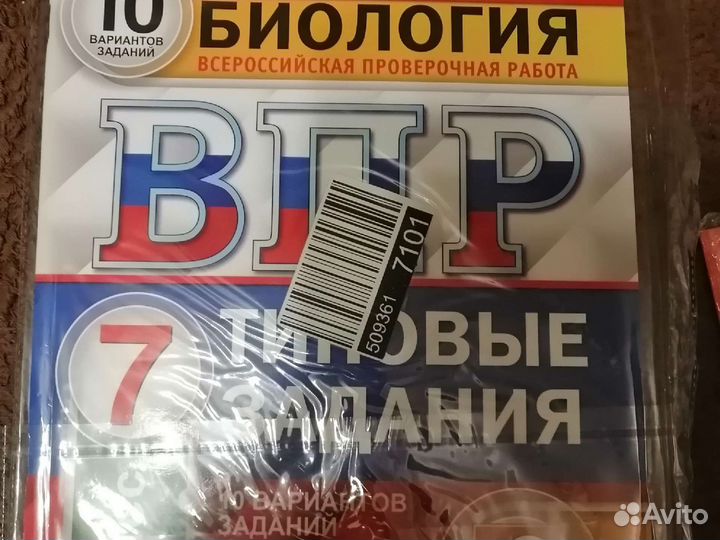 10
ВАРИАНТОВ
ЗАДАНИЙ
БИОЛОГИЯ
ВСЕРОССИЙСКАЯ ПРОВЕРОЧНАЯ РАБОТА
ВПР
509361 7101
7
ТИПОВЫЕ
ЗАДАНИЯ
10 ВАРИАНТОВ
ЗАДАНИЙ
Avito